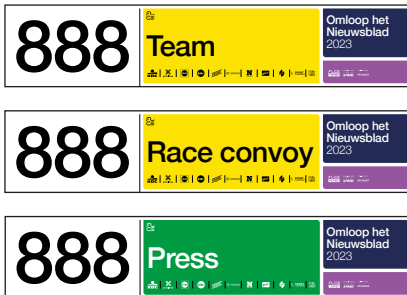 888
Team
Omloop het
Nieuwsblad
2023
888
Race convoy
Omloop het
Nieuwsblad
2023
888
Press
Omloop het
Nieuwsblad
2023